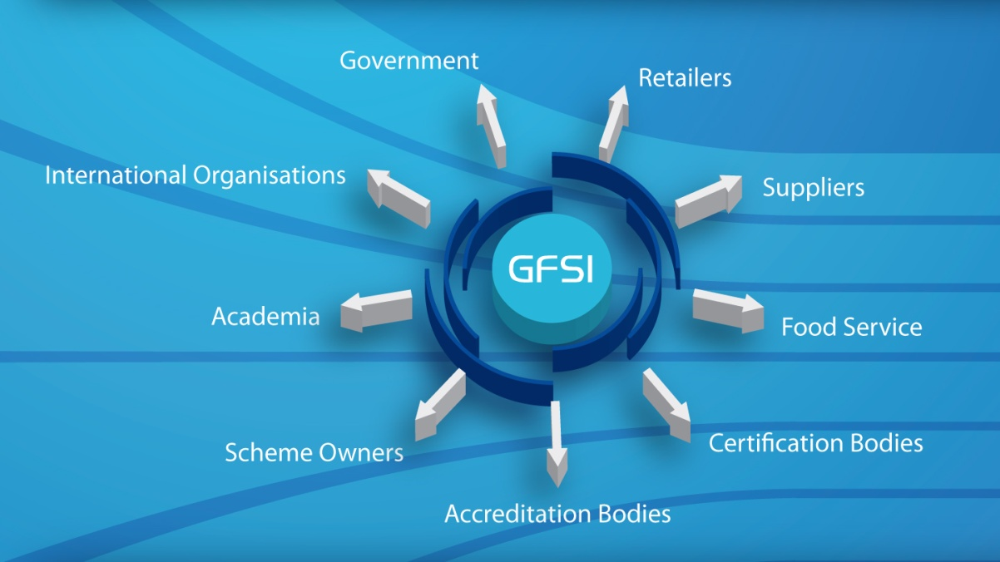 Government
Retailers
International Organisations
Suppliers
GFSI
Academia
Food Service
Scheme Owners
Certification Bodies
Accreditation Bodies